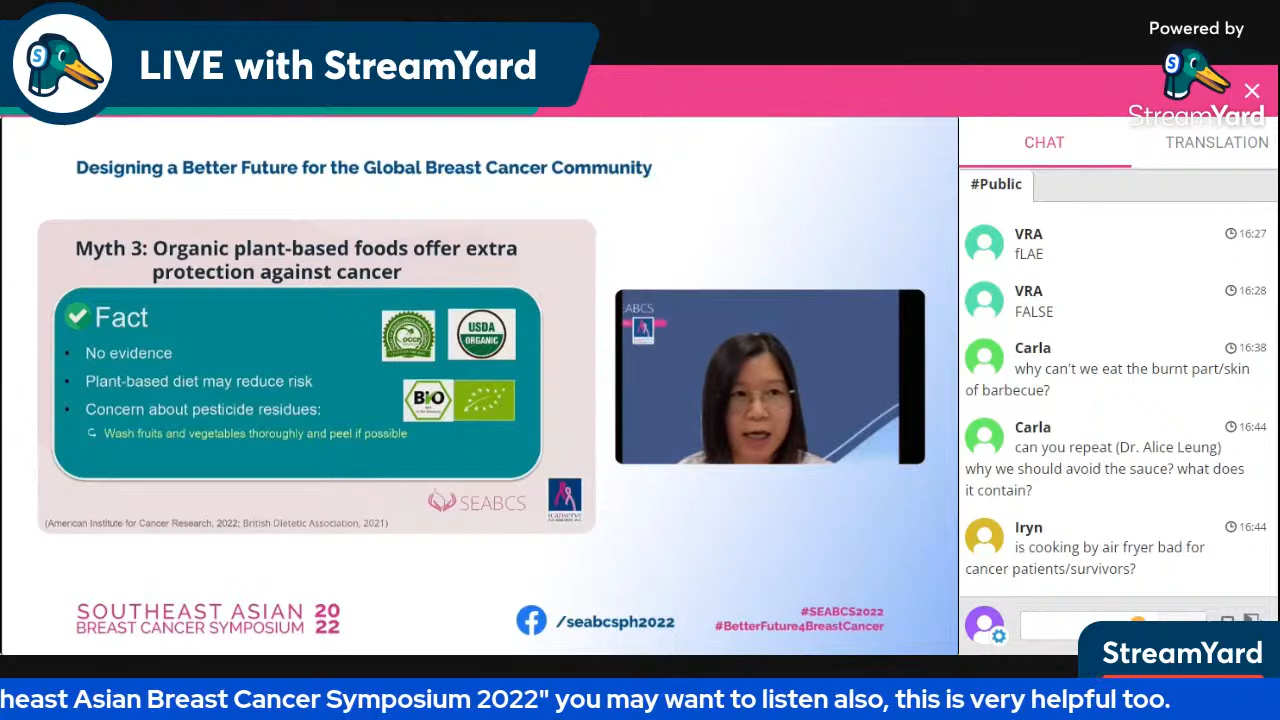 LIVE with StreamYard
Powered by
StreamYard
Designing a Better Future for the Global Breast Cancer Community
Myth 3: Organic plant-based foods offer extra
protection against cancer
Fact
No evidence
Plant-based diet may reduce risk
Concern about pesticide residues:
Wash fruits and vegetables thoroughly and peel if possible
USDA
ORGANIC
BIO
SEABCS
(American Institute for Cancer Research, 2022; British Dietetic Association, 2021)
EABCS
SOUTHEAST ASIAN
BREAST CANCER SYMPOSIUM
20
22
/seabcsph2022
#SEABCS2022
#BetterFuture4BreastCancer
CHAT
TRANSLATION
#Public
VRA
16:27
fLAE
VRA
16:28
FALSE
Carla
16:38
why can't we eat the burnt part/skin
of barbecue?
Carla
16:44
can you repeat (Dr. Alice Leung)
why we should avoid the sauce? what does
it contain?
Iryn
16:44
is cooking by air fryer bad for
cancer patients/survivors?
StreamYard
heast Asian Breast Cancer Symposium 2022" you may want to listen also, this is very helpful too.